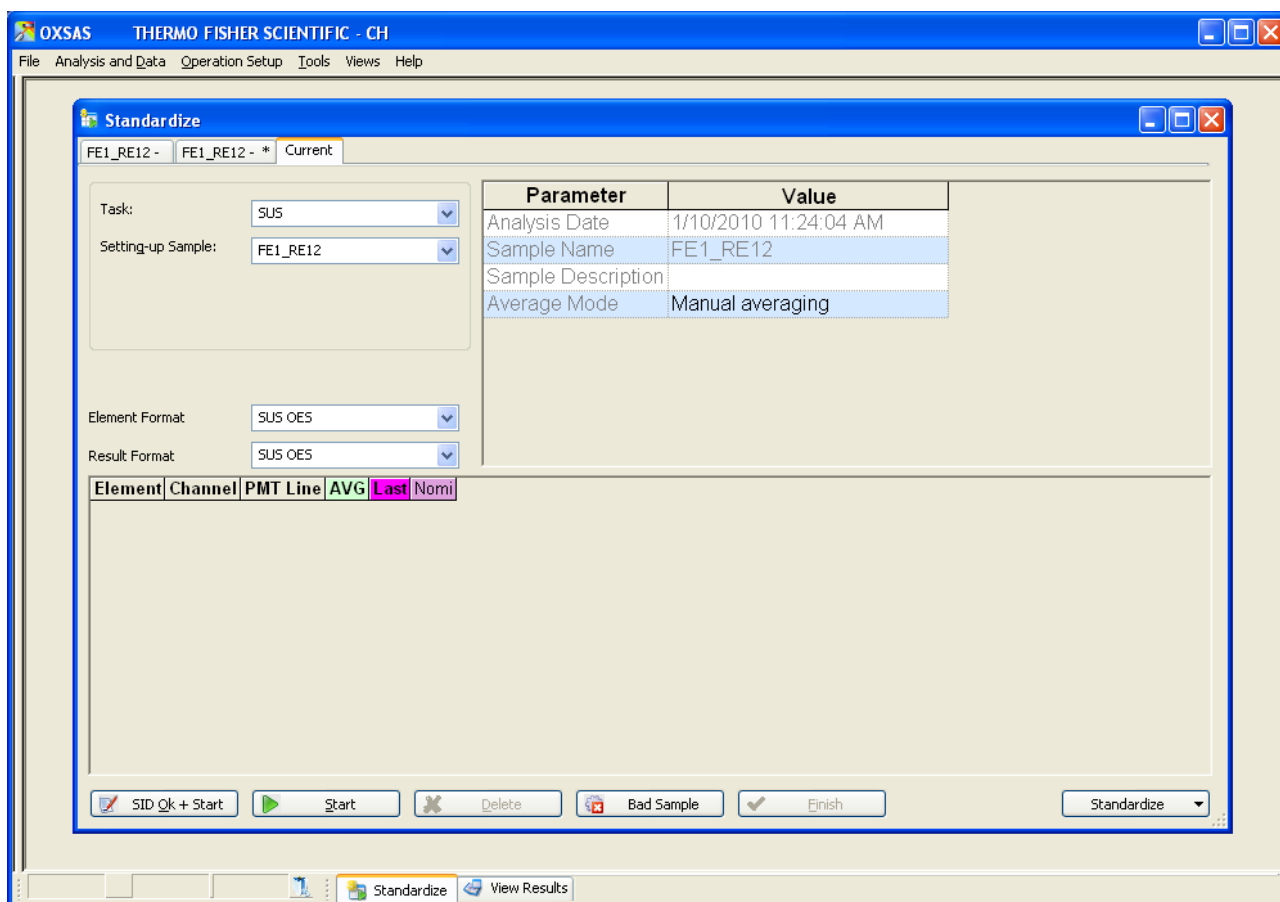 OXSAS THERMO FISHER SCIENTIFIC - CH
File Analysis and Data Operation Setup Tools Views Help
Standardize
FE1_RE12 - FE1_RE12 - * Current
Task: SUS
Setting-up Sample: FE1_RE12
Parameter Value
Analysis Date 1/10/2010 11:24:04 AM
Sample Name FE1_RE12
Sample Description
Average Mode Manual averaging
Element Format SUS OES
Result Format SUS OES
Element Channel PMT Line AVG Last Nomi
SID Ok + Start Start Delete Bad Sample Finish Standardize
Standardize View Results